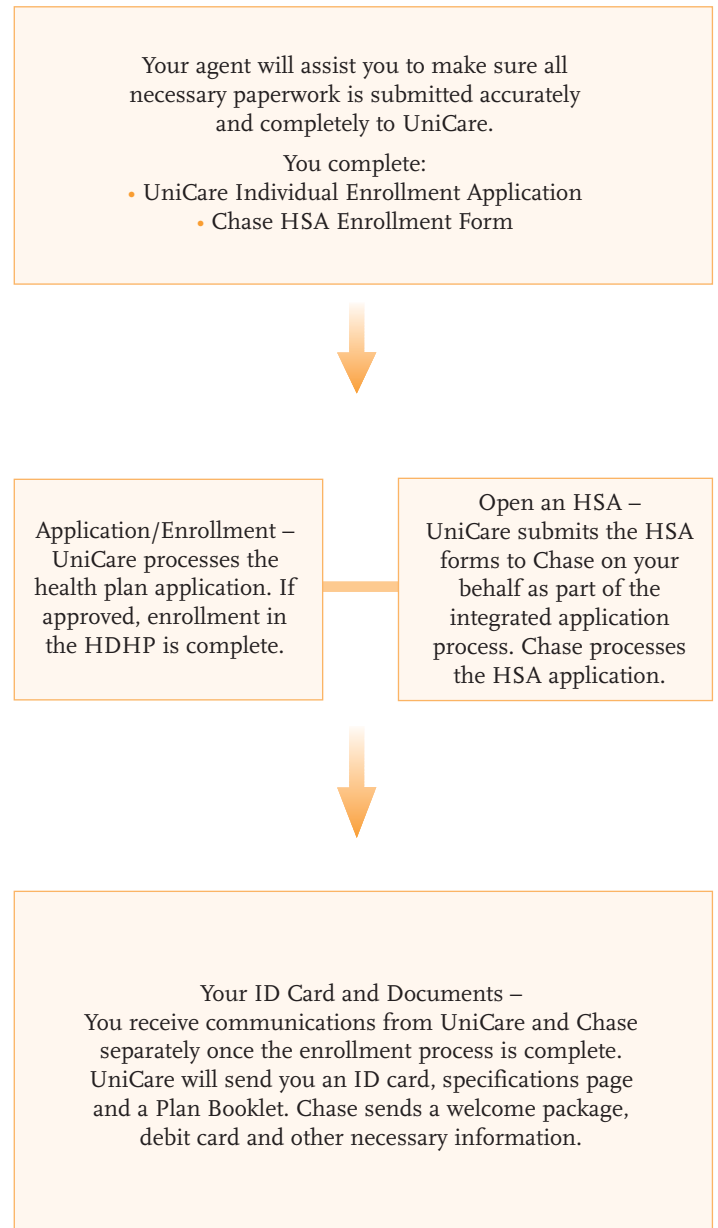 Your agent will assist you to make sure all
necessary paperwork is submitted accurately
and completely to UniCare.
You complete:
• UniCare Individual Enrollment Application
• Chase HSA Enrollment Form
Application/Enrollment –
UniCare processes the
health plan application. If
approved, enrollment in
the HDHP is complete.
Open an HSA –
UniCare submits the HSA
forms to Chase on your
behalf as part of the
integrated application
process. Chase processes
the HSA application.
Your ID Card and Documents –
You receive communications from UniCare and Chase
separately once the enrollment process is complete.
UniCare will send you an ID card, specifications page
and a Plan Booklet. Chase sends a welcome package,
debit card and other necessary information.